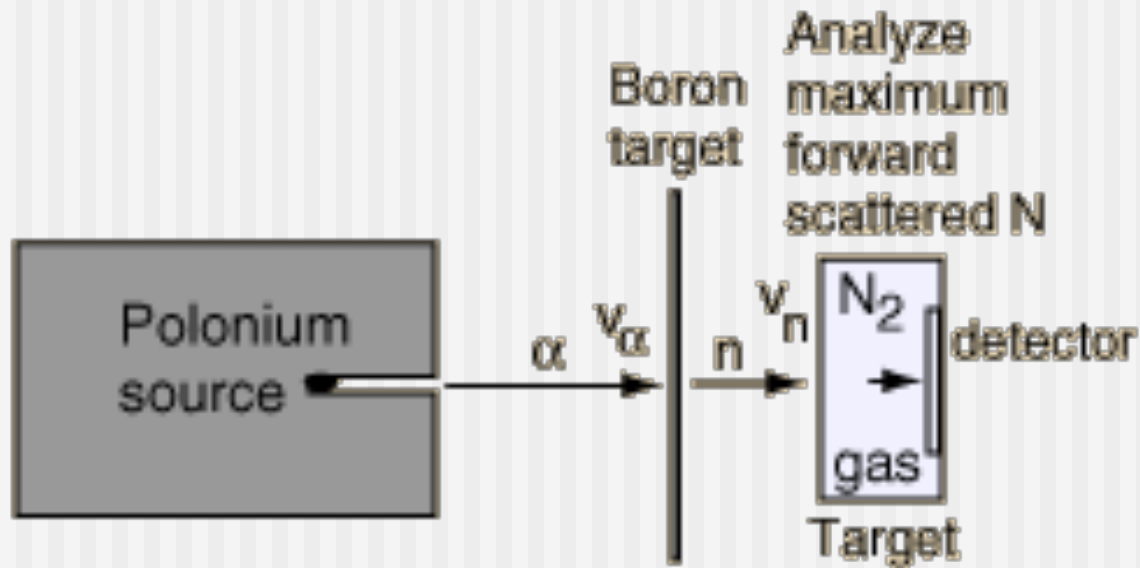 Polonium
source
α
vα
Boron
target
n
vn
Analyze
maximum
forward
scattered N
N2
gas
detector
Target